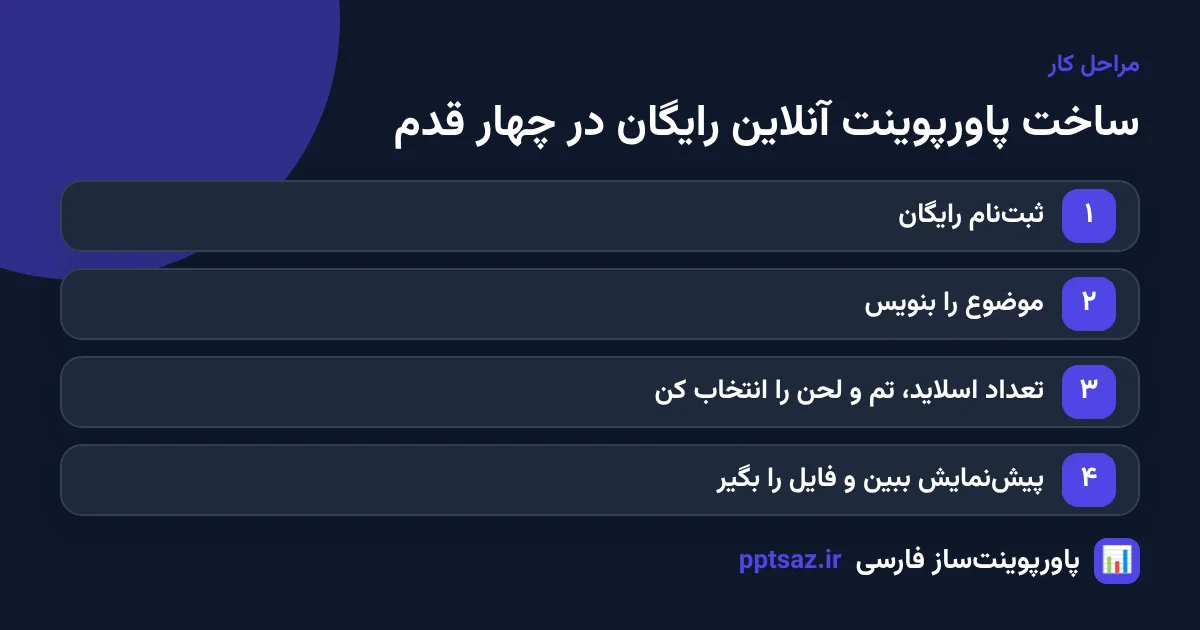 مراحل کار
ساخت پاورپوینت آنلاین رایگان در چهار قدم
۱ ثبت‌نام رایگان
۲ موضوع را بنویس
۳ تعداد اسلاید، تم و لحن را انتخاب کن
۴ پیش‌نمایش ببین و فایل را بگیر
پاورپوینت‌ساز فارسی pptsaz.ir